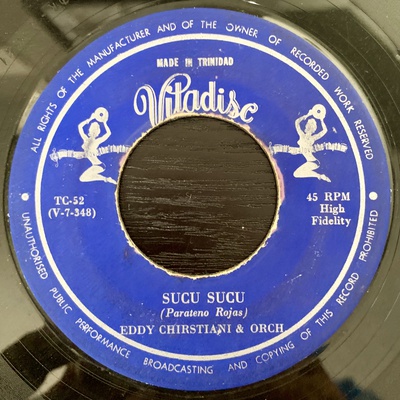 ALL RIGHTS OF THE MANUFACTURER AND OF THE OWNER OF RECORDED WORK RESERVED
MADE IN TRINIDAD
Vitadisc
TC-52
(V-7-348)
45 RPM
High
Fidelity
SUCU SUCU
(Parateno Rojas)
EDDY CHIRSTIANI & ORCH
UNAUTHORISED PUBLIC PERFORMANCE BROADCASTING AND COPYING OF THIS RECORD PROHIBITED